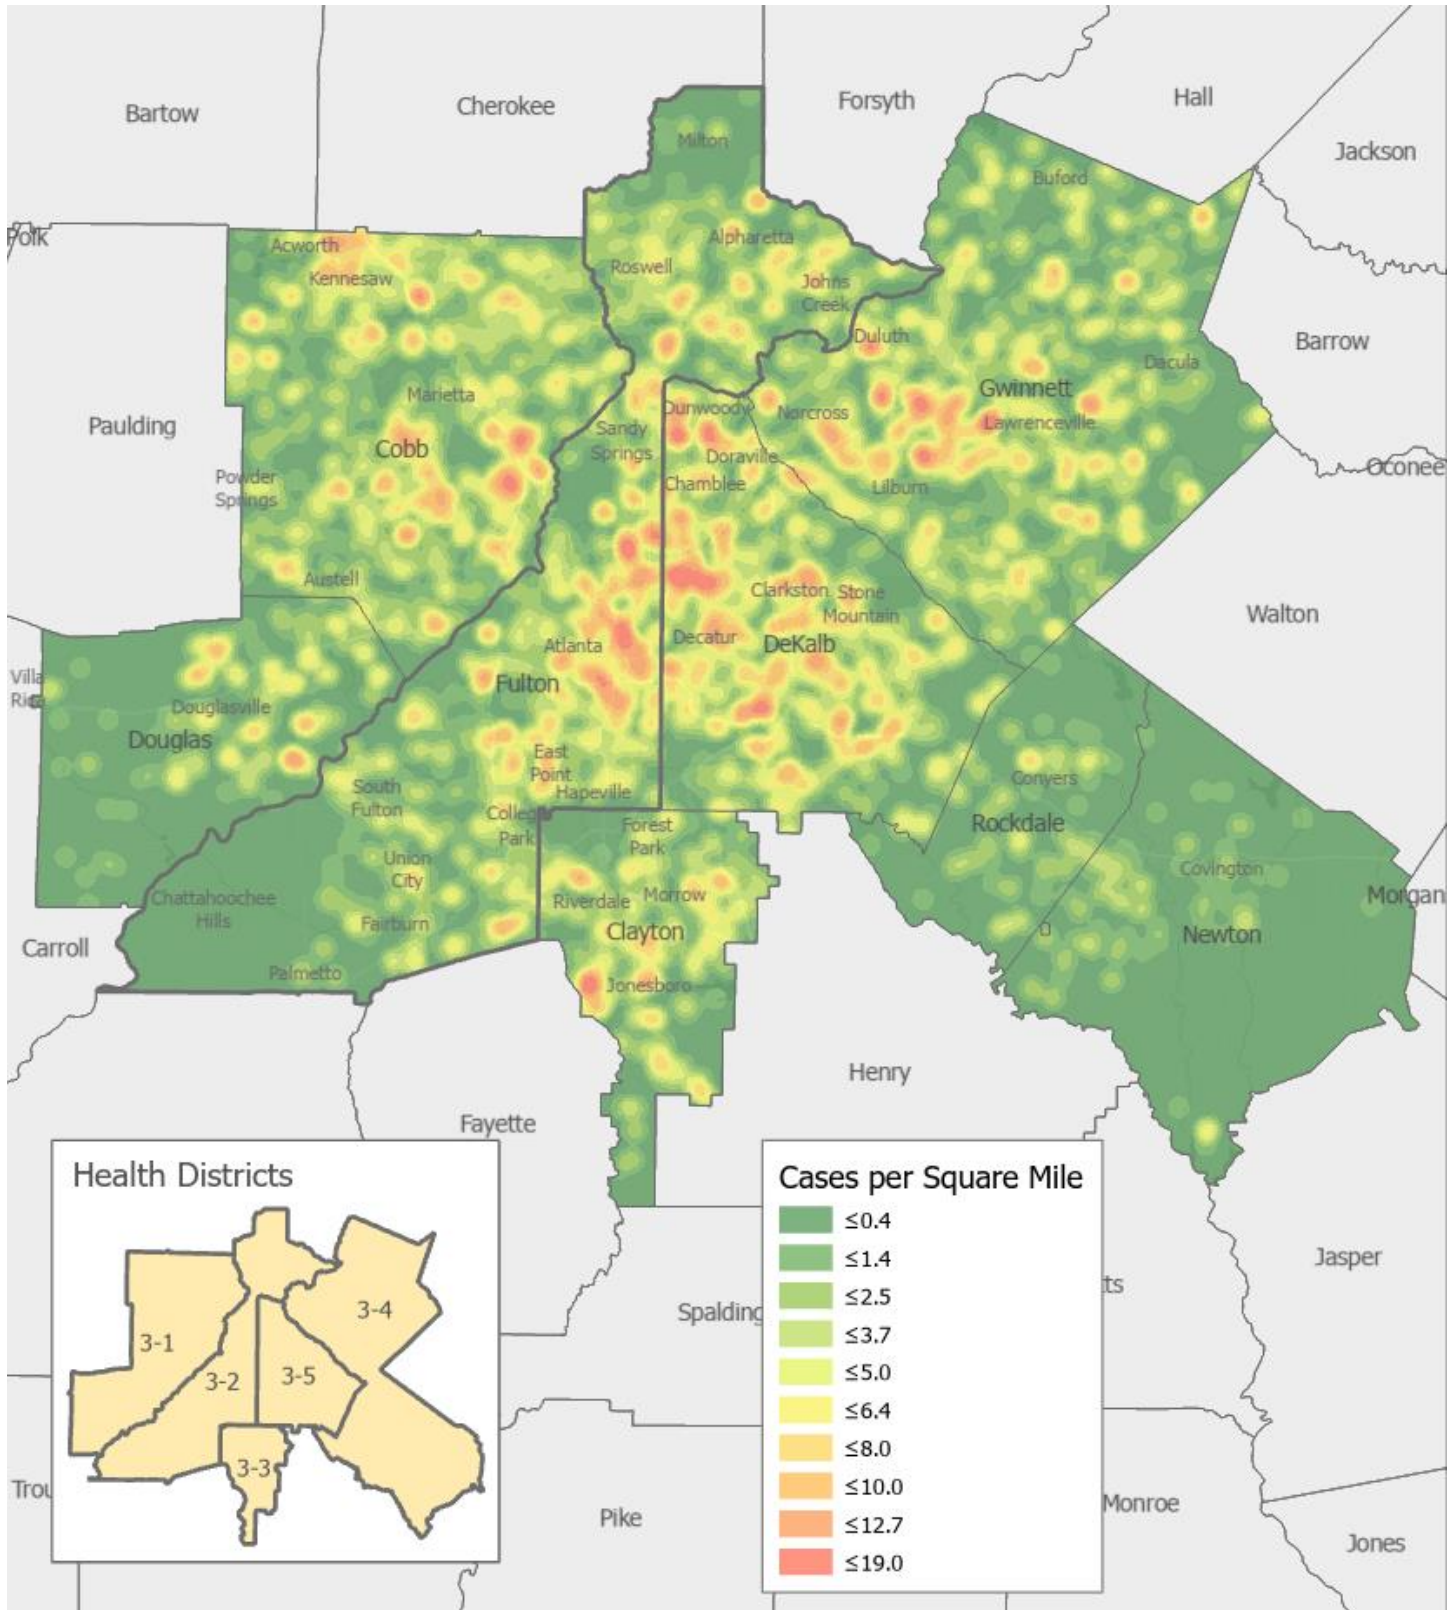 Bartow
Cherokee
Forsyth
Hall
Jackson
Milton
Buford
Polk
Acworth
Alpharetta
Kennesaw
Roswell
Johns
Creek
Duluth
Barrow
Dacula
Gwinnett
Paulding
Marietta
Dunwoody
Norcross
Lawrenceville
Sandy
Springs
Cobb
Doraville
Oconee
Powder
Springs
Chamblee
Lilburn
Austell
Clarkston
Stone
Mountain
Walton
Atlanta
Decatur
DeKalb
Villa
Rica
Fulton
Douglasville
Douglas
East
Point
Hapeville
Conyers
South
Fulton
College
Park
Forest
Park
Rockdale
Union
City
Covington
Chattahoochee
Hills
Riverdale
Morrow
Morgan
Fairburn
Clayton
Newton
Carroll
Palmetto
Jonesboro
Henry
Fayette
Jasper
Spalding
ts
Pike
Monroe
Jones
Trou
Health Districts
3-1
3-2
3-3
3-4
3-5
Cases per Square Mile
≤0.4
≤1.4
≤2.5
≤3.7
≤5.0
≤6.4
≤8.0
≤10.0
≤12.7
≤19.0